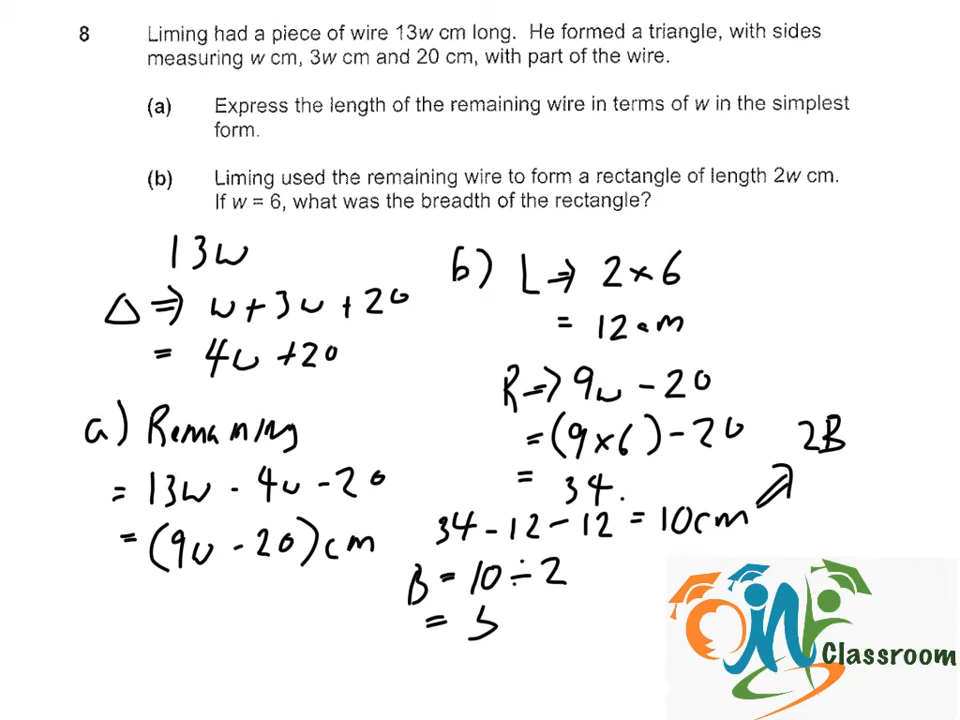 8 Liming had a piece of wire 13w cm long. He formed a triangle, with sides
measuring w cm, 3w cm and 20 cm, with part of the wire.
(a) Express the length of the remaining wire in terms of w in the simplest
form.
(b) Liming used the remaining wire to form a rectangle of length 2w cm.
If w = 6, what was the breadth of the rectangle?
13w
△ ⇒ w + 3w + 20
= 4w + 20
a) Remaining
= 13w - 4w - 20
= (9w - 20) cm
b) L ⇒ 2 × 6
= 12 cm
R ⇒ 9w - 20
= (9 × 6) - 20
= 34.
34 - 12 - 12 = 10cm ⇒ 2B
B = 10 ÷ 2
= 5
Classroom